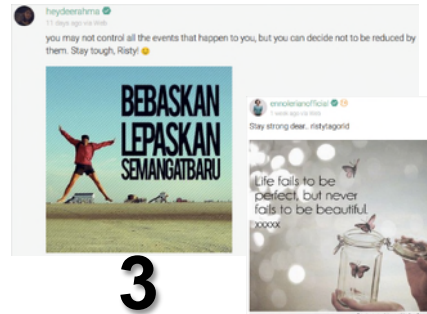 heydeerahma
11 days ago via Web
you may not control all the events that happen to you, but you can decide not to be reduced by
them. Stay tough, Risty!
BEBASKAN
LEPASKAN
SEMANGATBARU
ennolerianofficial
1 week ago via Web
Stay strong dear.. ristytagorid
Life fails to be
perfect, but never
fails to be beautiful.
xxxxx
3